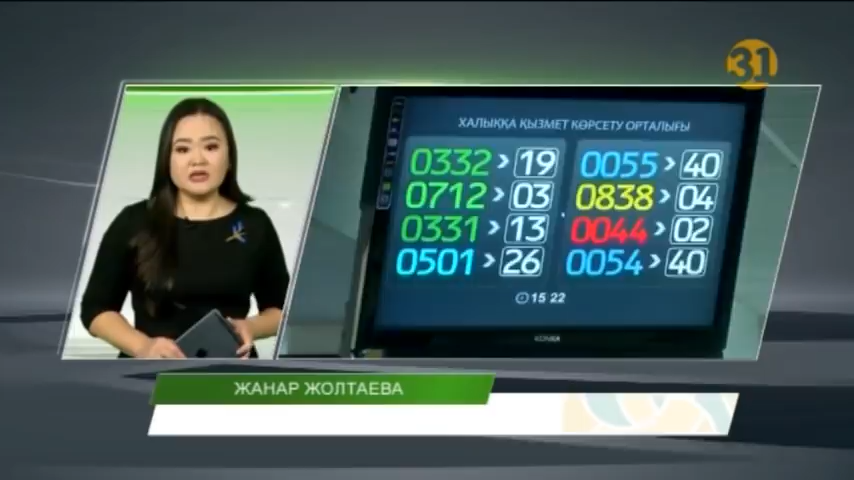 31
ХАЛЫҚҚА ҚЫЗМЕТ КӨРСЕТУ ОРТАЛЫҒЫ
0332 > 19 0055 > 40
0712 > 03 0838 > 04
0331 > 13 0044 > 02
0501 > 26 0054 > 40
15 22
KONKA
ЖАНАР ЖОЛТАЕВА